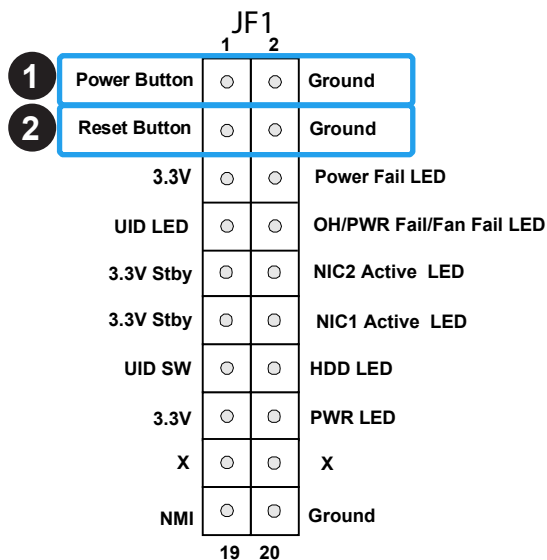 JF1
1 2
1 Power Button Ground
2 Reset Button Ground
3.3V Power Fail LED
UID LED OH/PWR Fail/Fan Fail LED
3.3V Stby NIC2 Active LED
3.3V Stby NIC1 Active LED
UID SW HDD LED
3.3V PWR LED
X X
NMI Ground
19 20